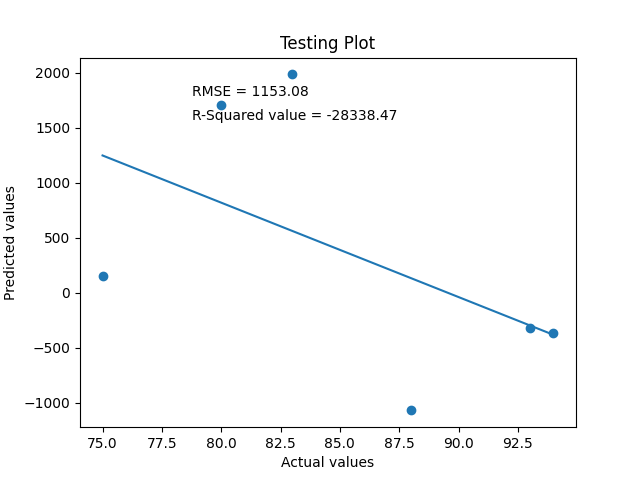 Testing Plot
2000
1500
1000
500
0
−500
−1000
Predicted values
RMSE = 1153.08
R-Squared value = -28338.47
75.0 77.5 80.0 82.5 85.0 87.5 90.0 92.5
Actual values